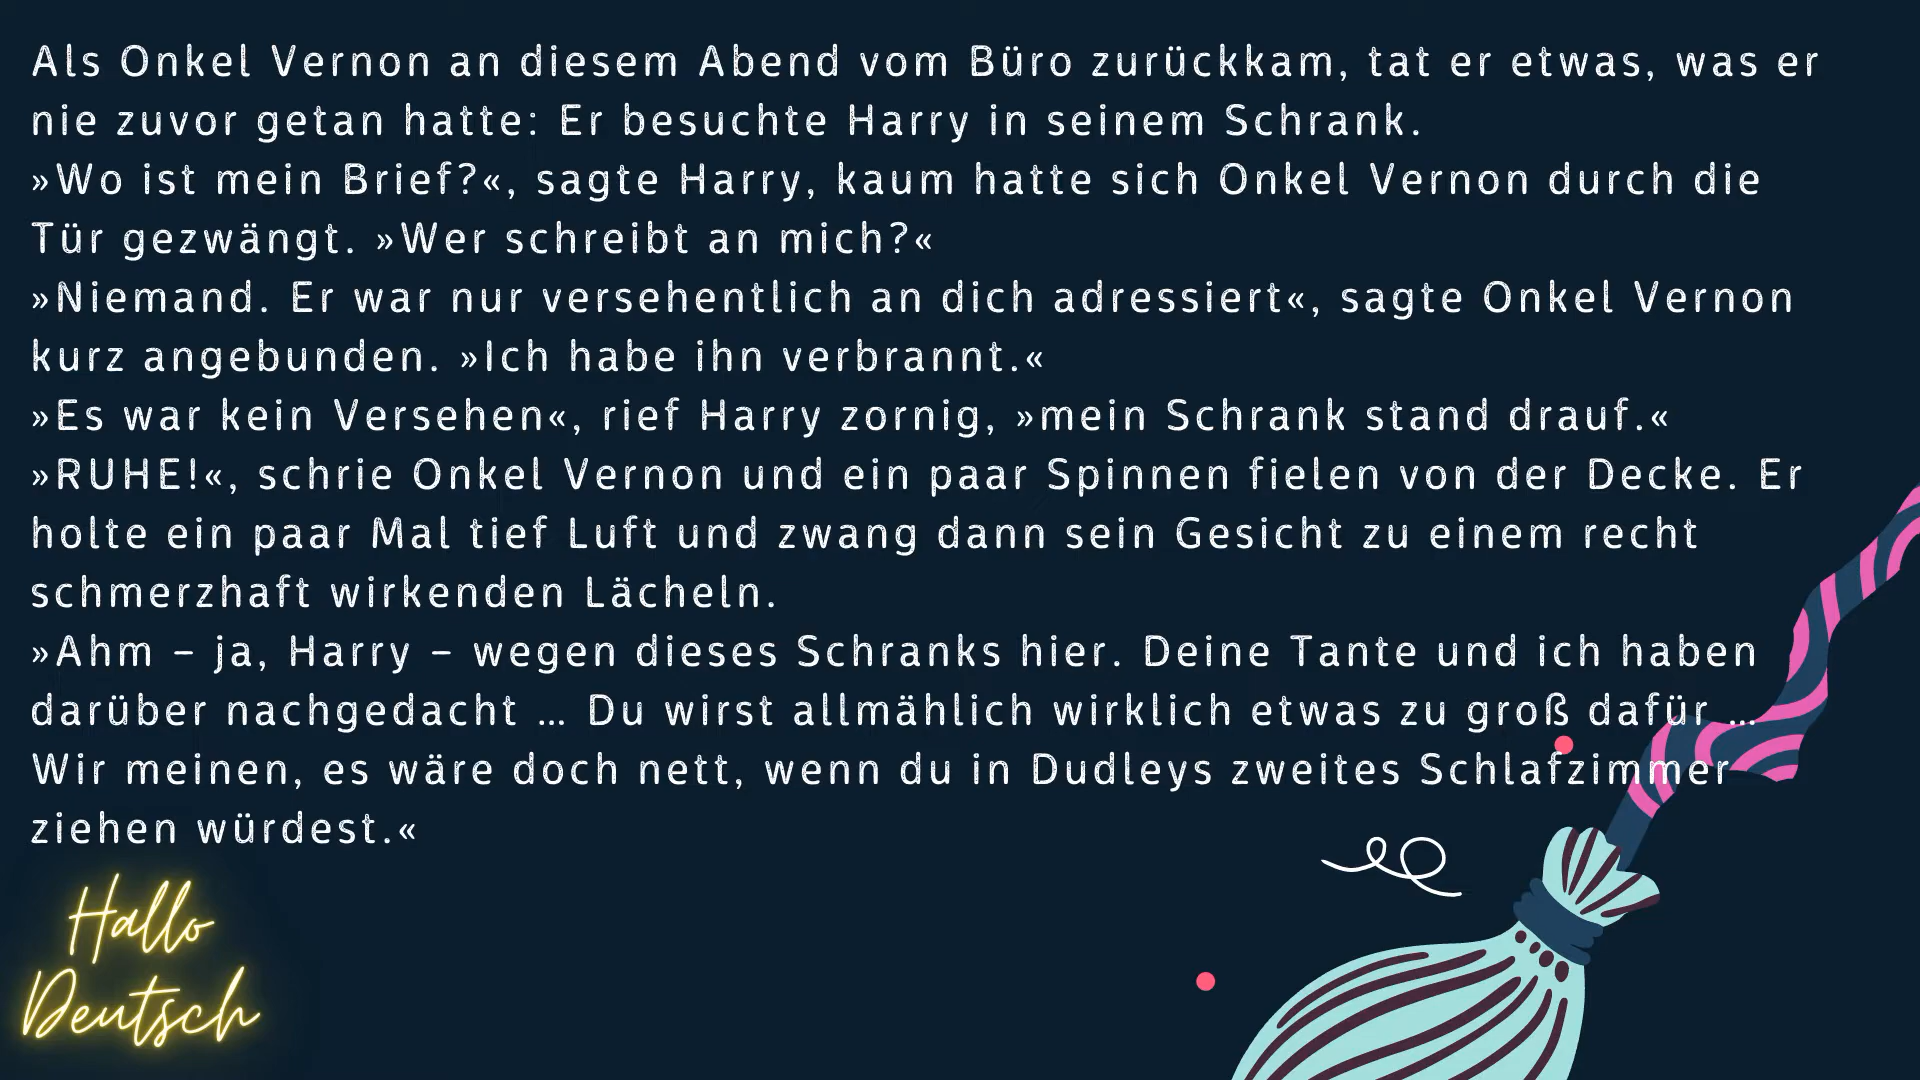 Als Onkel Vernon an diesem Abend vom Büro zurückkam, tat er etwas, was er
nie zuvor getan hatte: Er besuchte Harry in seinem Schrank.
»Wo ist mein Brief?«, sagte Harry, kaum hatte sich Onkel Vernon durch die
Tür gezwängt. »Wer schreibt an mich?«
»Niemand. Er war nur versehentlich an dich adressiert«, sagte Onkel Vernon
kurz angebunden. »Ich habe ihn verbrannt.«
»Es war kein Versehen«, rief Harry zornig, »mein Schrank stand drauf.«
»RUHE!«, schrie Onkel Vernon und ein paar Spinnen fielen von der Decke. Er
holte ein paar Mal tief Luft und zwang dann sein Gesicht zu einem recht
schmerzhaft wirkenden Lächeln.
»Ahm – ja, Harry – wegen dieses Schranks hier. Deine Tante und ich haben
darüber nachgedacht … Du wirst allmählich wirklich etwas zu groß dafür …
Wir meinen, es wäre doch nett, wenn du in Dudleys zweites Schlafzimmer
ziehen würdest.«
Hallo
Deutsch